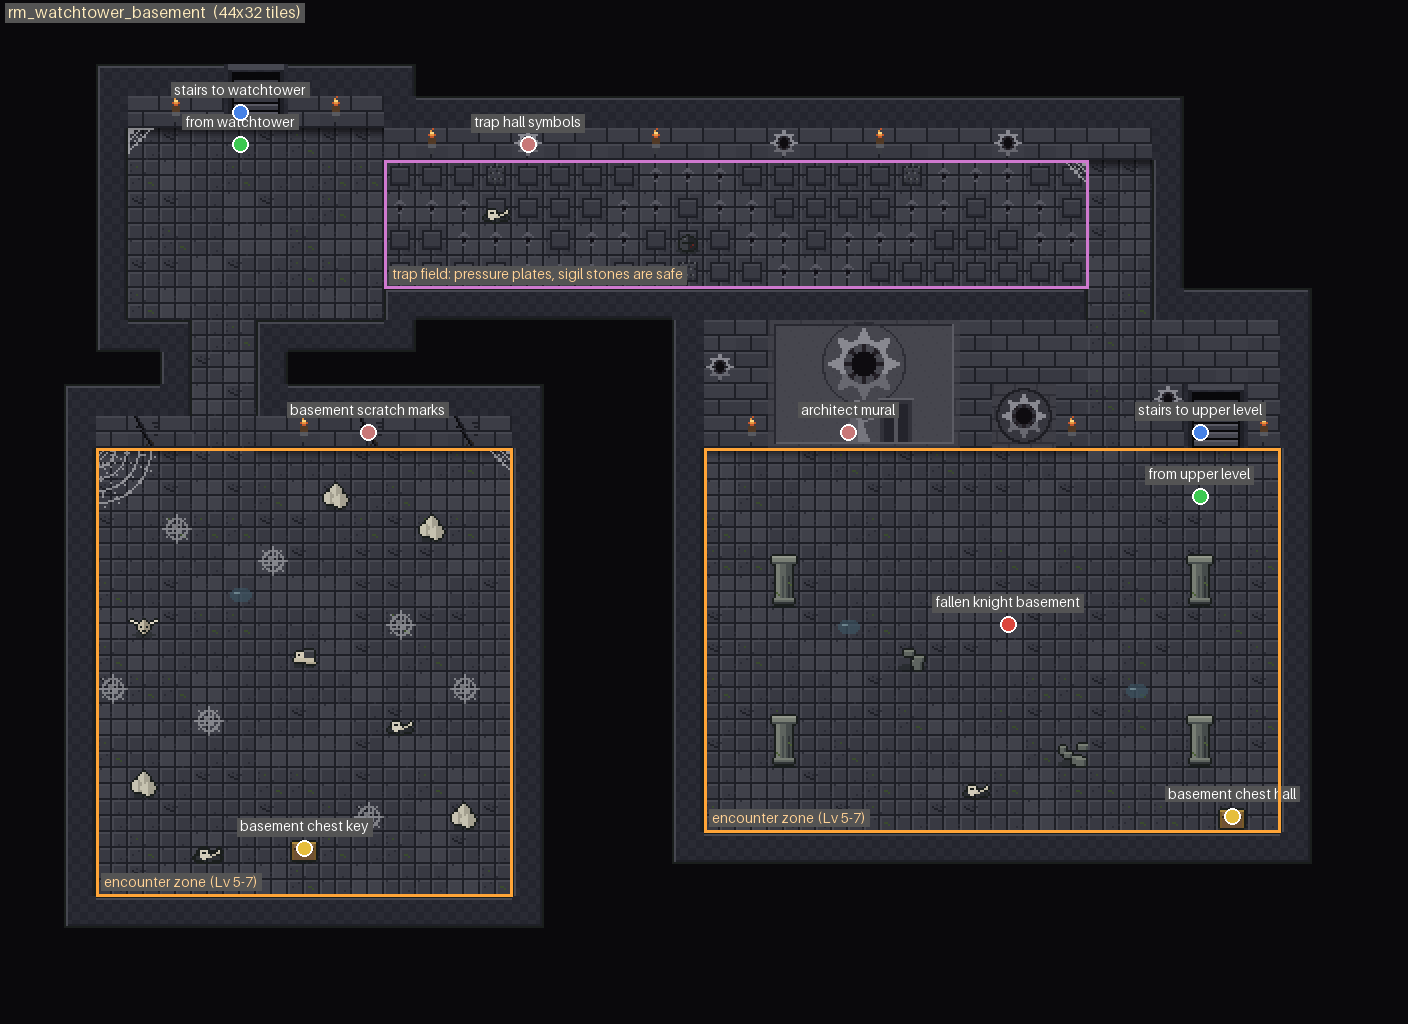 rm_watchtower_basement (44x32 tiles)
stairs to watchtower
from watchtower
trap hall symbols
trap field: pressure plates, sigil stones are safe
basement scratch marks
architect mural
stairs to upper level
from upper level
fallen knight basement
basement chest hall
encounter zone (Lv 5-7)
basement chest key
encounter zone (Lv 5-7)